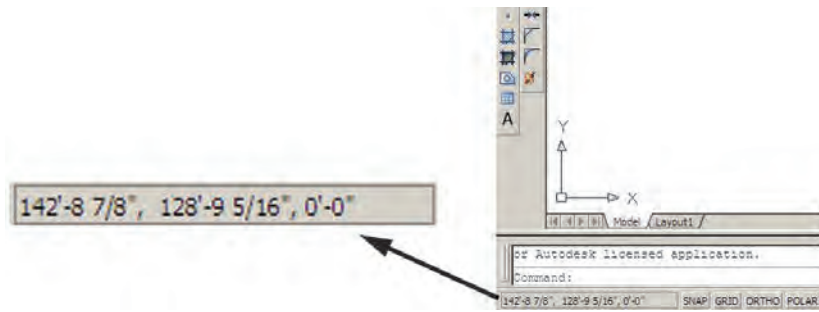 A
Y
142'-8 7/8", 128'-9 5/16", 0'-0"
X
Model / Layout1 /
or Autodesk licensed application.
Command:
142'-8 7/8", 128'-9 5/16", 0'-0" SNAP GRID ORTHO POLAR